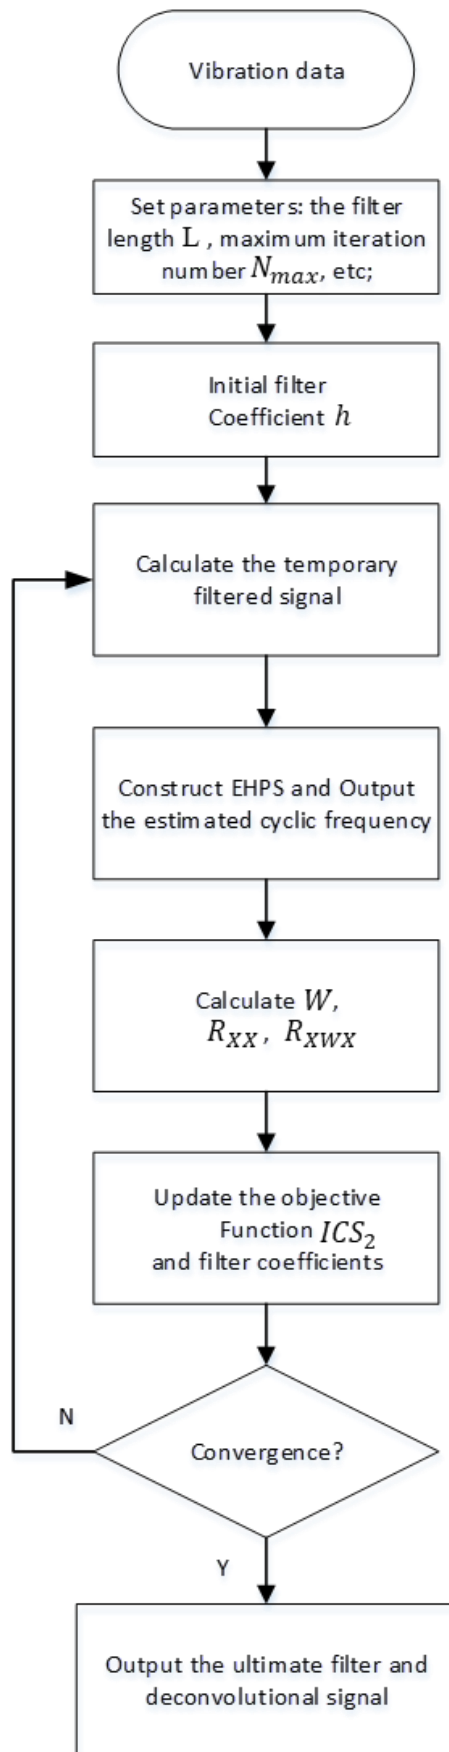 Vibration data
Set parameters: the filter
length L , maximum iteration
number N_max, etc;
Initial filter
Coefficient h
Calculate the temporary
filtered signal
Construct EHPS and Output
the estimated cyclic frequency
Calculate W,
R_XX, R_XWX
Update the objective
Function ICS_2
and filter coefficients
N
Convergence?
Y
Output the ultimate filter and
deconvolutional signal